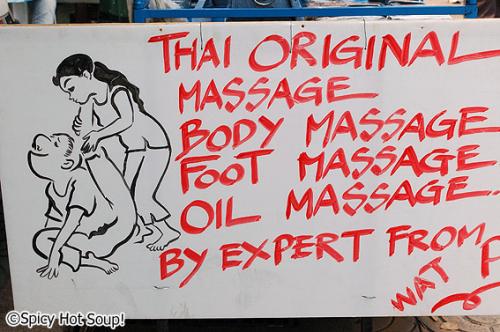 THAI ORIGINAL
MASSAGE
BODY MASSAGE
FOOT MASSAGE
OIL MASSAGE
BY EXPERT FROM
WAT P
©Spicy Hot Soup!